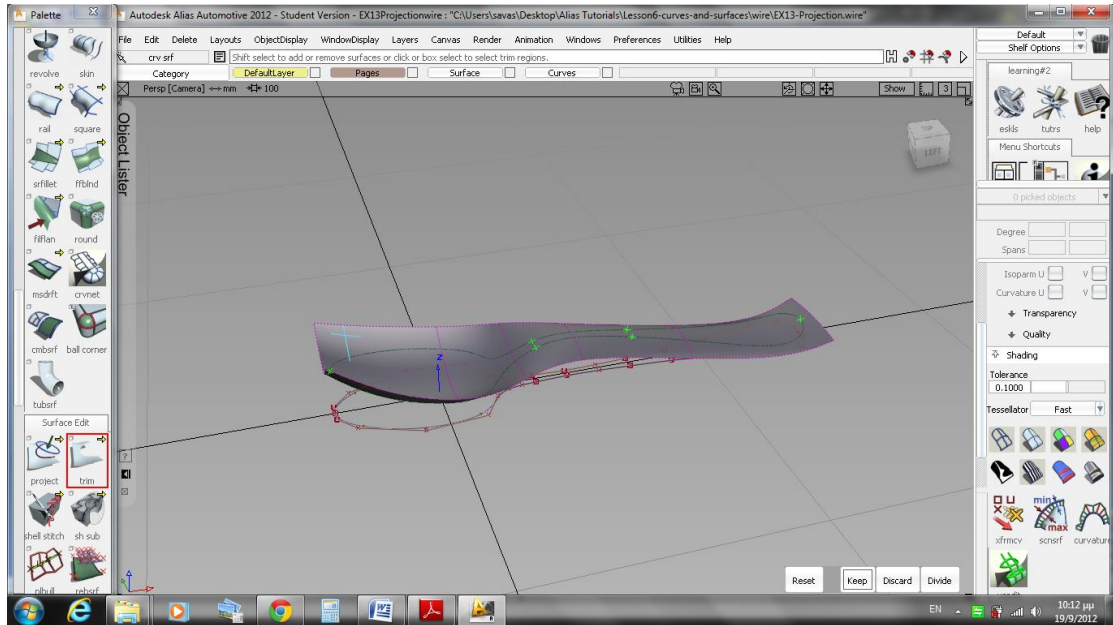 Palette
Autodesk Alias Automotive 2012 - Student Version - EX13Projectionwire : "C:\Users\savas\Desktop\Alias Tutorials\Lesson6-curves-and-surfaces\wire\EX13-Projection.wire"
File Edit Delete Layouts ObjectDisplay WindowDisplay Layers Canvas Render Animation Windows Preferences Utilities Help
crv srf
Shift select to add or remove surfaces or click or box select to select trim regions.
Category DefaultLayer Pages Surface Curves
Persp [Camera] mm 100
Show 3
Object Lister
revolve skin
rail square
srfillet ffblnd
filflan round
msdrft crvnet
cmbsrf ball corner
tubsrf
Surface Edit
project trim
shell stitch sh sub
plhull rebsrf
z
Reset Keep Discard Divide
Default
Shelf Options
learning#2
eskls tutrs help
Menu Shortcuts
0 picked objects
Degree
Spans
Isoparm U V
Curvature U V
Transparency
Quality
Shading
Tolerance
0.1000
Tessellator Fast
min
max
xfrmcv scnsrf curvature
EN
10:12 μμ
19/9/2012